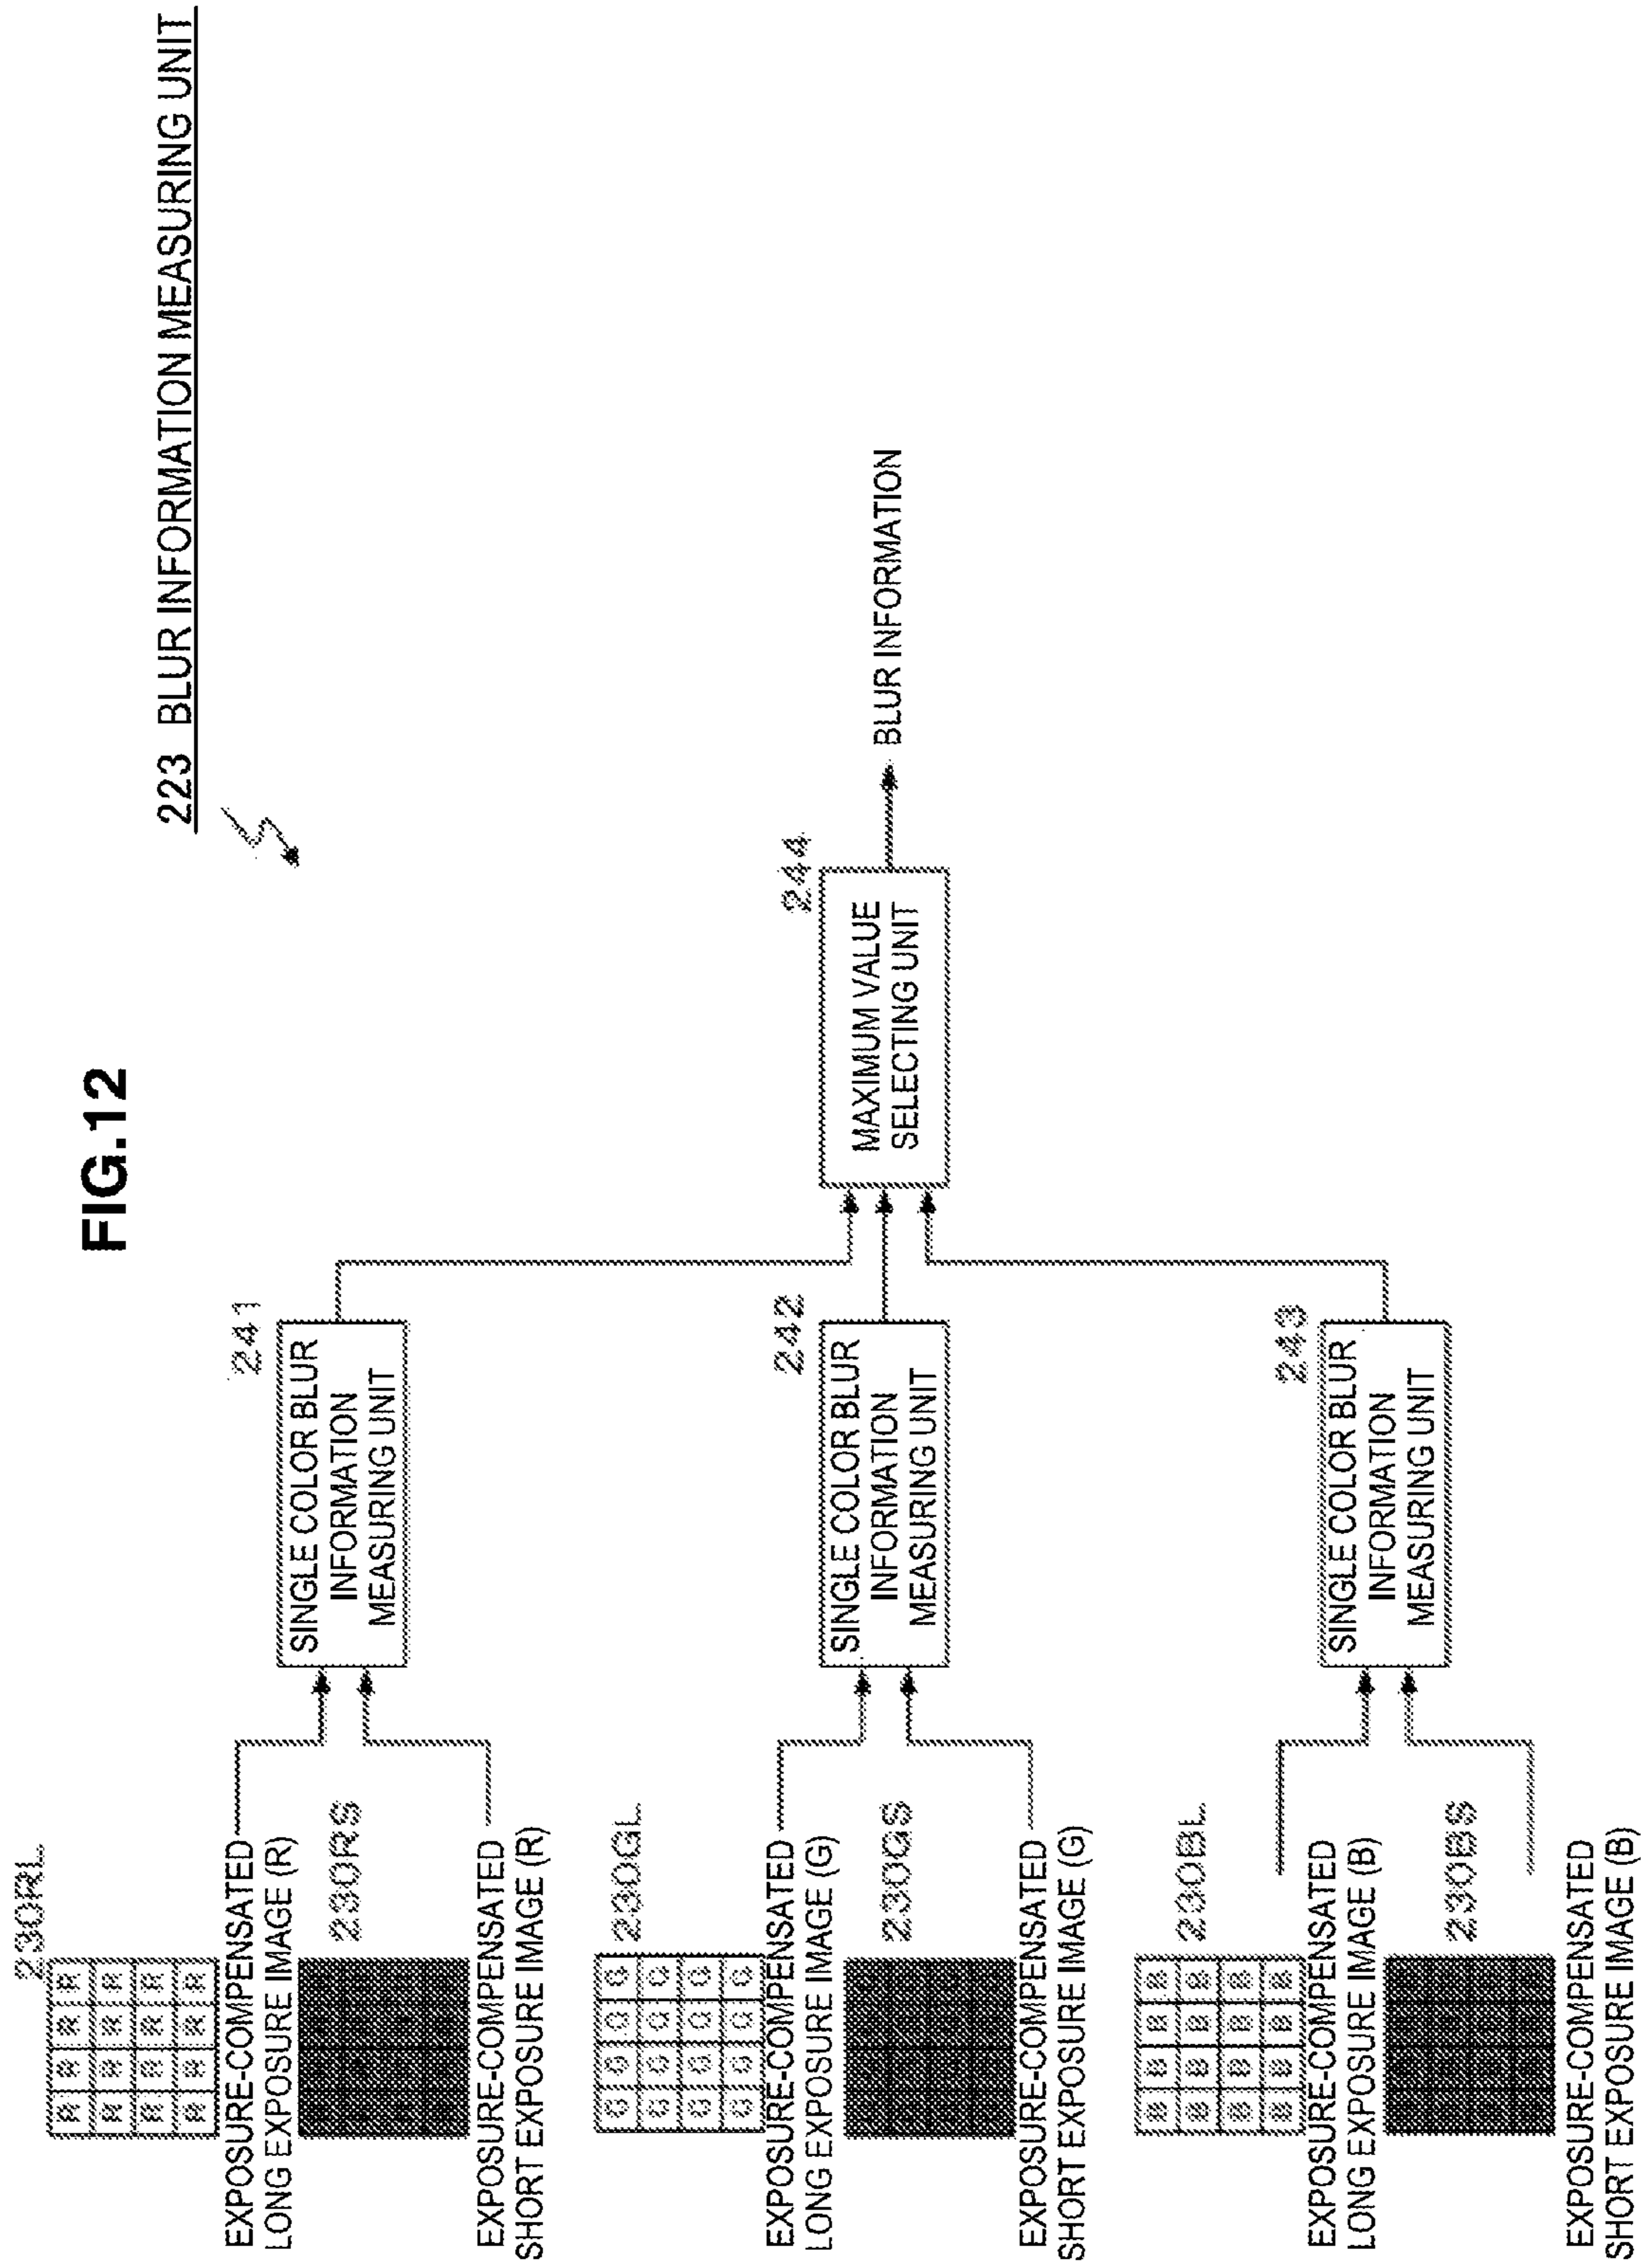 FIG.12
223 BLUR INFORMATION MEASURING UNIT
230RL
R R R R
R R R R
R R R R
R R R R
EXPOSURE-COMPENSATED
LONG EXPOSURE IMAGE (R)
230RS
EXPOSURE-COMPENSATED
SHORT EXPOSURE IMAGE (R)
241
SINGLE COLOR BLUR
INFORMATION
MEASURING UNIT
230GL
G G G G
G G G G
G G G G
G G G G
EXPOSURE-COMPENSATED
LONG EXPOSURE IMAGE (G)
230GS
EXPOSURE-COMPENSATED
SHORT EXPOSURE IMAGE (G)
242
SINGLE COLOR BLUR
INFORMATION
MEASURING UNIT
244
MAXIMUM VALUE
SELECTING UNIT
BLUR INFORMATION
230BL
B B B B
B B B B
B B B B
B B B B
EXPOSURE-COMPENSATED
LONG EXPOSURE IMAGE (B)
230BS
EXPOSURE-COMPENSATED
SHORT EXPOSURE IMAGE (B)
243
SINGLE COLOR BLUR
INFORMATION
MEASURING UNIT